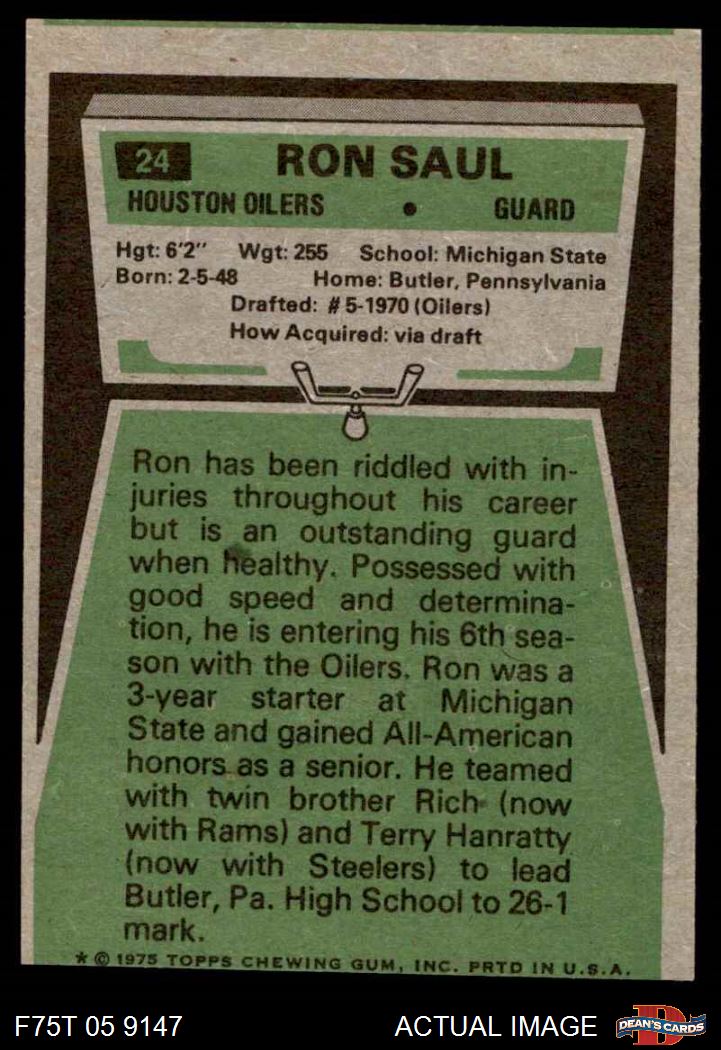 24 RON SAUL
HOUSTON OILERS • GUARD
Hgt: 6'2" Wgt: 255 School: Michigan State
Born: 2-5-48 Home: Butler, Pennsylvania
Drafted: #5-1970 (Oilers)
How Acquired: via draft
Ron has been riddled with in-
juries throughout his career
but is an outstanding guard
when healthy. Possessed with
good speed and determina-
tion, he is entering his 6th sea-
son with the Oilers. Ron was a
3-year starter at Michigan
State and gained All-American
honors as a senior. He teamed
with twin brother Rich (now
with Rams) and Terry Hanratty
(now with Steelers) to lead
Butler, Pa. High School to 26-1
mark.
* © 1975 TOPPS CHEWING GUM, INC. PRTD IN U.S.A.
F75T 05 9147 ACTUAL IMAGE
D
DEAN'S CARDS